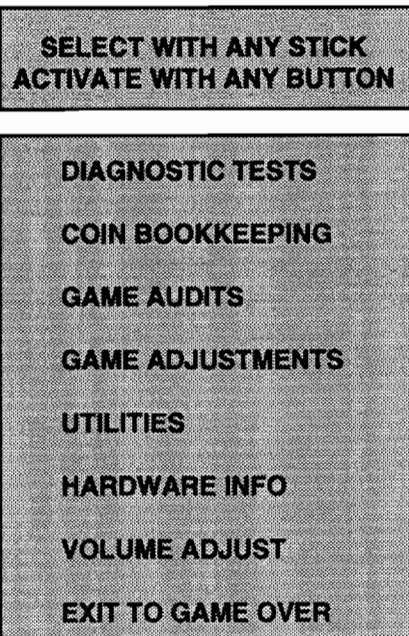 SELECT WITH ANY STICK
ACTIVATE WITH ANY BUTTON
DIAGNOSTIC TESTS
COIN BOOKKEEPING
GAME AUDITS
GAME ADJUSTMENTS
UTILITIES
HARDWARE INFO
VOLUME ADJUST
EXIT TO GAME OVER